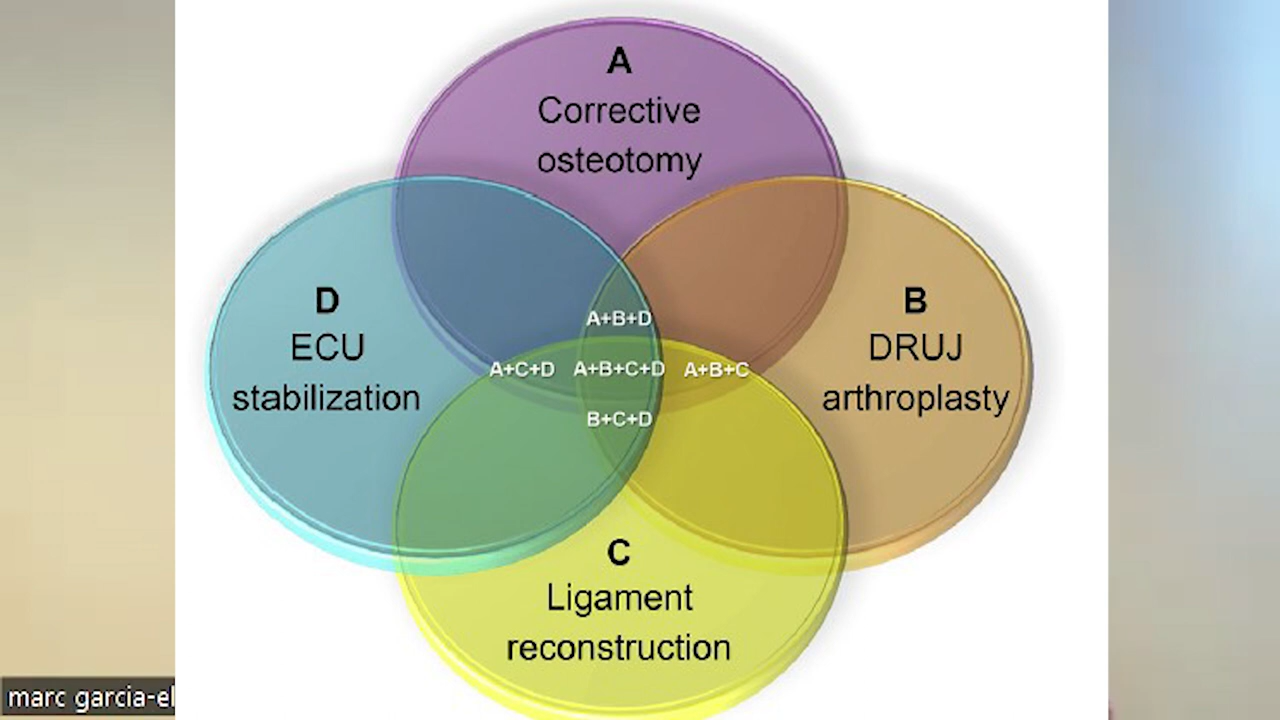 A
Corrective
osteotomy
D
ECU
stabilization
B
DRUJ
arthroplasty
A+B+D
A+C+D
A+B+C+D
A+B+C
B+C+D
C
Ligament
reconstruction
marc garcia-el